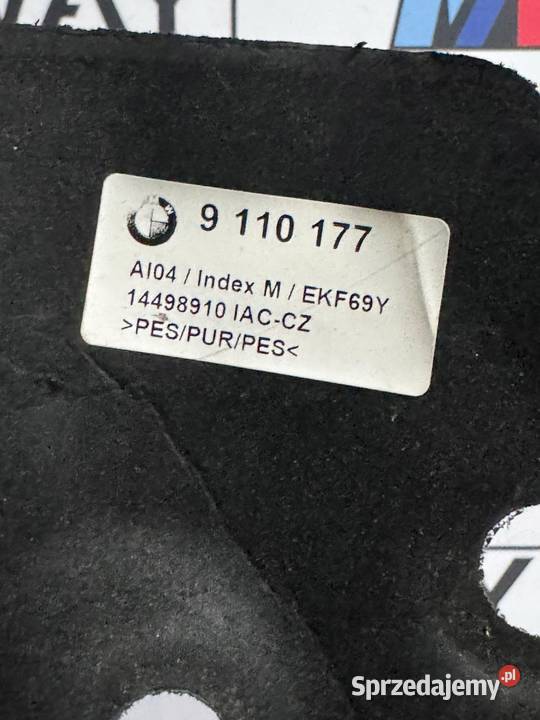 9 110 177
AI04 / Index M / EKF69Y
14498910 IAC-CZ
>PES/PUR/PES<
Sprzedajemy.pl